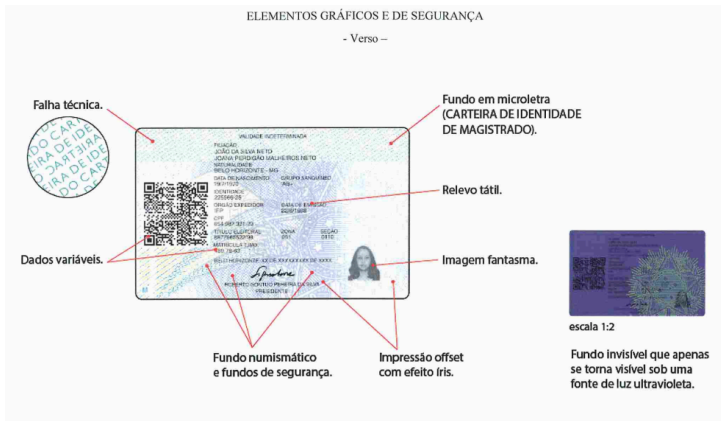 ELEMENTOS GRÁFICOS E DE SEGURANÇA
- Verso –
Falha técnica.
Fundo em microletra
(CARTEIRA DE IDENTIDADE
DE MAGISTRADO).
VALIDADE INDETERMINADA
FILIAÇÃO
JOÃO DA SILVA NETO
JOANA PERDIGÃO MALHEIROS NETO
NATURALIDADE
BELO HORIZONTE - MG
DATA DE NASCIMENTO GRUPO SANGUÍNEO
IDENTIDADE
ÓRGÃO EXPEDIDOR DATA DE EMISSÃO
CPF
TÍTULO ELEITORAL ZONA SEÇÃO
Relevo tátil.
Dados variáveis.
Imagem fantasma.
ROBERTO PEREIRA DA SILVA
PRESIDENTE
Fundo numismático
e fundos de segurança.
Impressão offset
com efeito íris.
escala 1:2
Fundo invisível que apenas
se torna visível sob uma
fonte de luz ultravioleta.